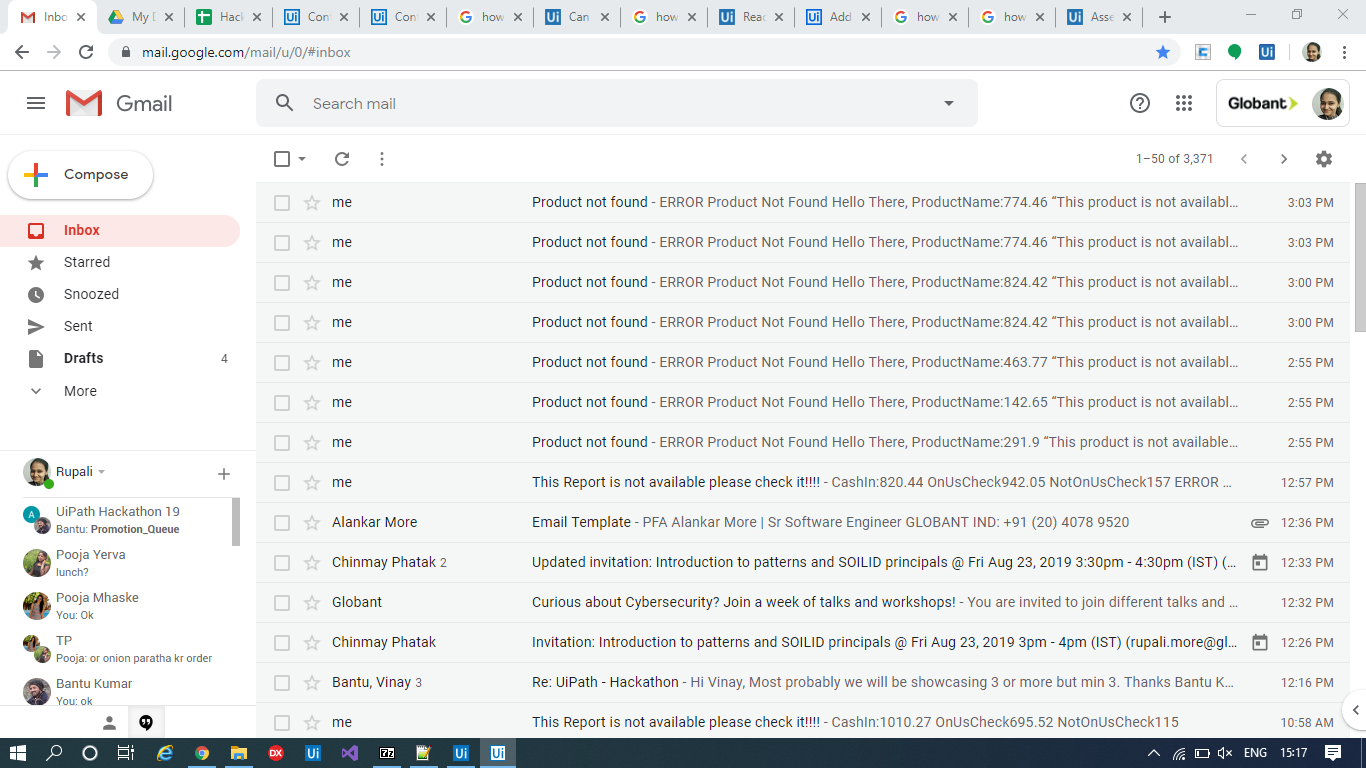 Inbo
My D
Hack
Cont
Com
how
Can
how
Reac
Add
how
how
Asse
mail.google.com/mail/u/0/#inbox
Gmail
Search mail
Globant
Compose
1–50 of 3,371
Inbox
Starred
Snoozed
Sent
Drafts 4
More
me Product not found - ERROR Product Not Found Hello There, ProductName:774.46 “This product is not availabl... 3:03 PM
me Product not found - ERROR Product Not Found Hello There, ProductName:774.46 “This product is not availabl... 3:03 PM
me Product not found - ERROR Product Not Found Hello There, ProductName:824.42 “This product is not availabl... 3:00 PM
me Product not found - ERROR Product Not Found Hello There, ProductName:824.42 “This product is not availabl... 3:00 PM
me Product not found - ERROR Product Not Found Hello There, ProductName:463.77 “This product is not availabl... 2:55 PM
me Product not found - ERROR Product Not Found Hello There, ProductName:142.65 “This product is not availabl... 2:55 PM
me Product not found - ERROR Product Not Found Hello There, ProductName:291.9 “This product is not available... 2:55 PM
me This Report is not available please check it!!!! - CashIn:820.44 OnUsCheck942.05 NotOnUsCheck157 ERROR ... 12:57 PM
Alankar More Email Template - PFA Alankar More | Sr Software Engineer GLOBANT IND: +91 (20) 4078 9520 12:36 PM
Chinmay Phatak 2 Updated invitation: Introduction to patterns and SOILID principals @ Fri Aug 23, 2019 3:30pm - 4:30pm (IST) (... 12:33 PM
Globant Curious about Cybersecurity? Join a week of talks and workshops! - You are invited to join different talks and ... 12:32 PM
Chinmay Phatak Invitation: Introduction to patterns and SOILID principals @ Fri Aug 23, 2019 3pm - 4pm (IST) (rupali.more@gl... 12:26 PM
Bantu, Vinay 3 Re: UiPath - Hackathon - Hi Vinay, Most probably we will be showcasing 3 or more but min 3. Thanks Bantu K... 12:16 PM
me This Report is not available please check it!!!! - CashIn:1010.27 OnUsCheck695.52 NotOnUsCheck115 10:58 AM
Rupali
A
UiPath Hackathon 19
Bantu: Promotion_Queue
Pooja Yerva
lunch?
Pooja Mhaske
You: Ok
TP
Pooja: or onion paratha kr order
Bantu Kumar
You: ok
DX
Ui
Ui
Ui
ENG
15:17